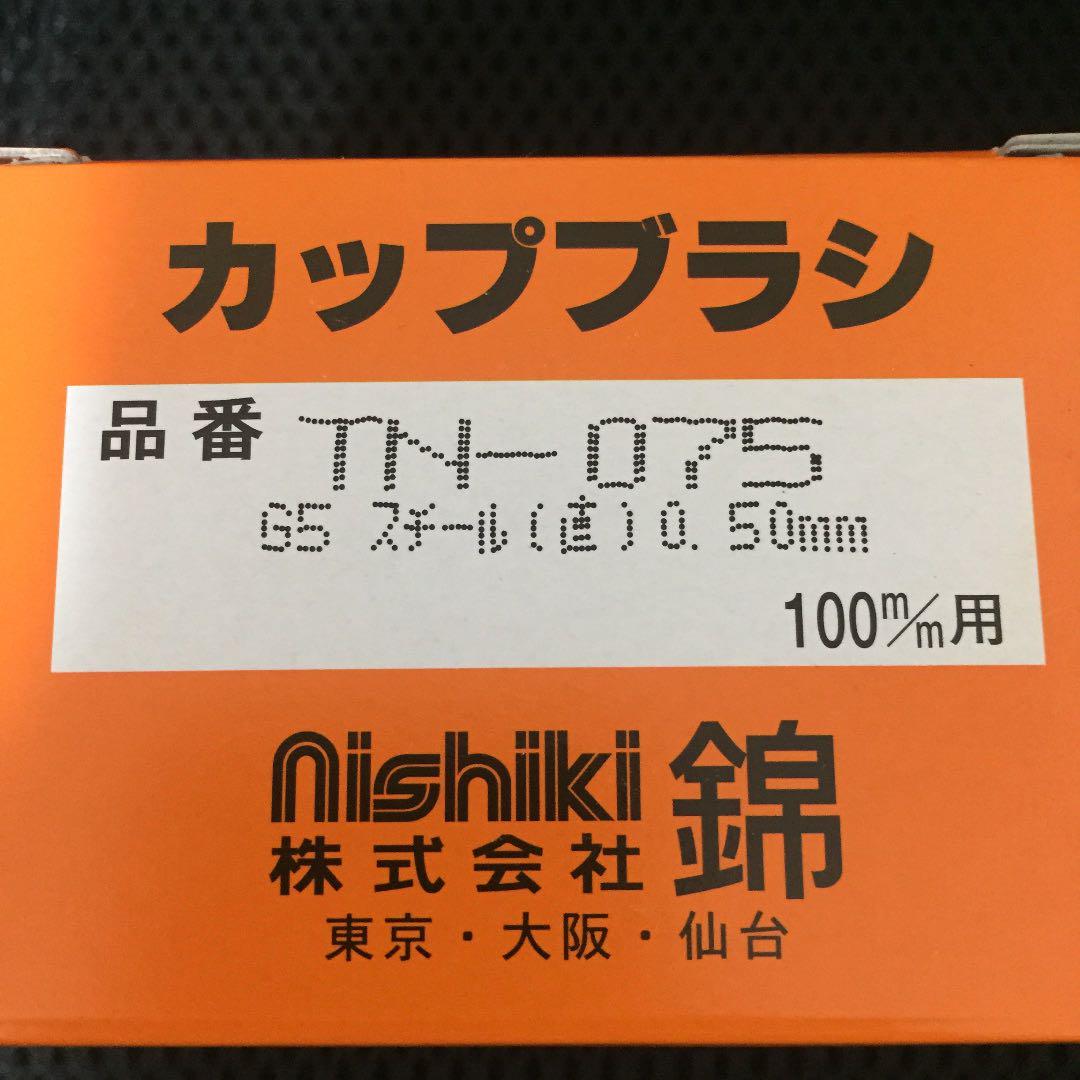 カップブラシ
品番 TN-075
65 スチール(直)0.50mm
100m/m用
nishiki 錦
株式会社
東京・大阪・仙台